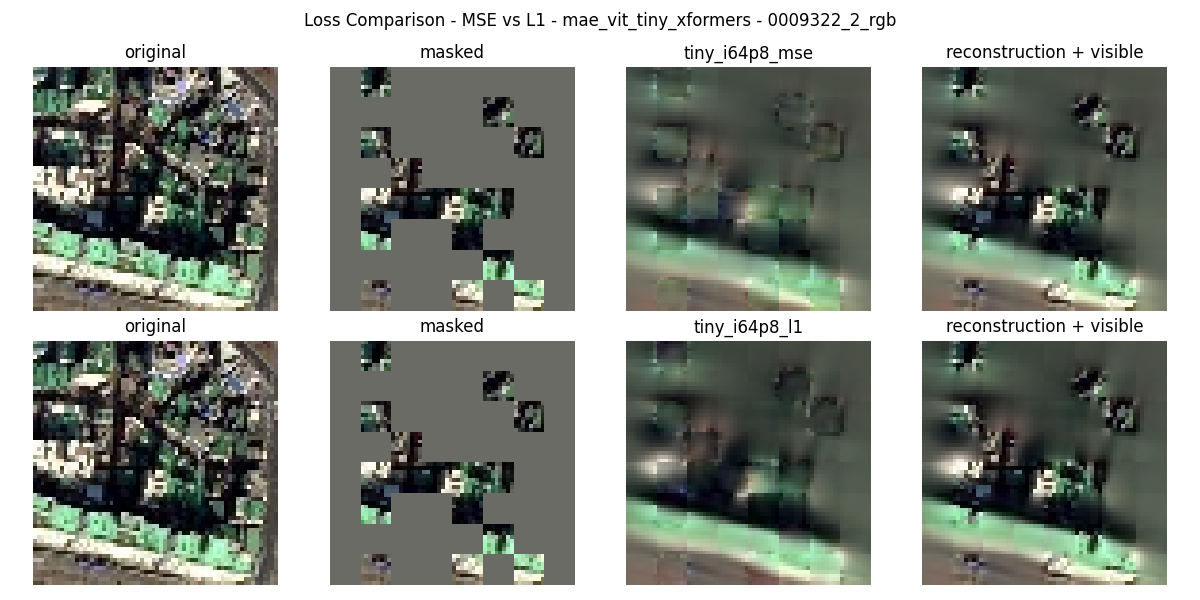 Loss Comparison - MSE vs L1 - mae_vit_tiny_xformers - 0009322_2_rgb
original masked tiny_i64p8_mse reconstruction + visible
original masked tiny_i64p8_l1 reconstruction + visible